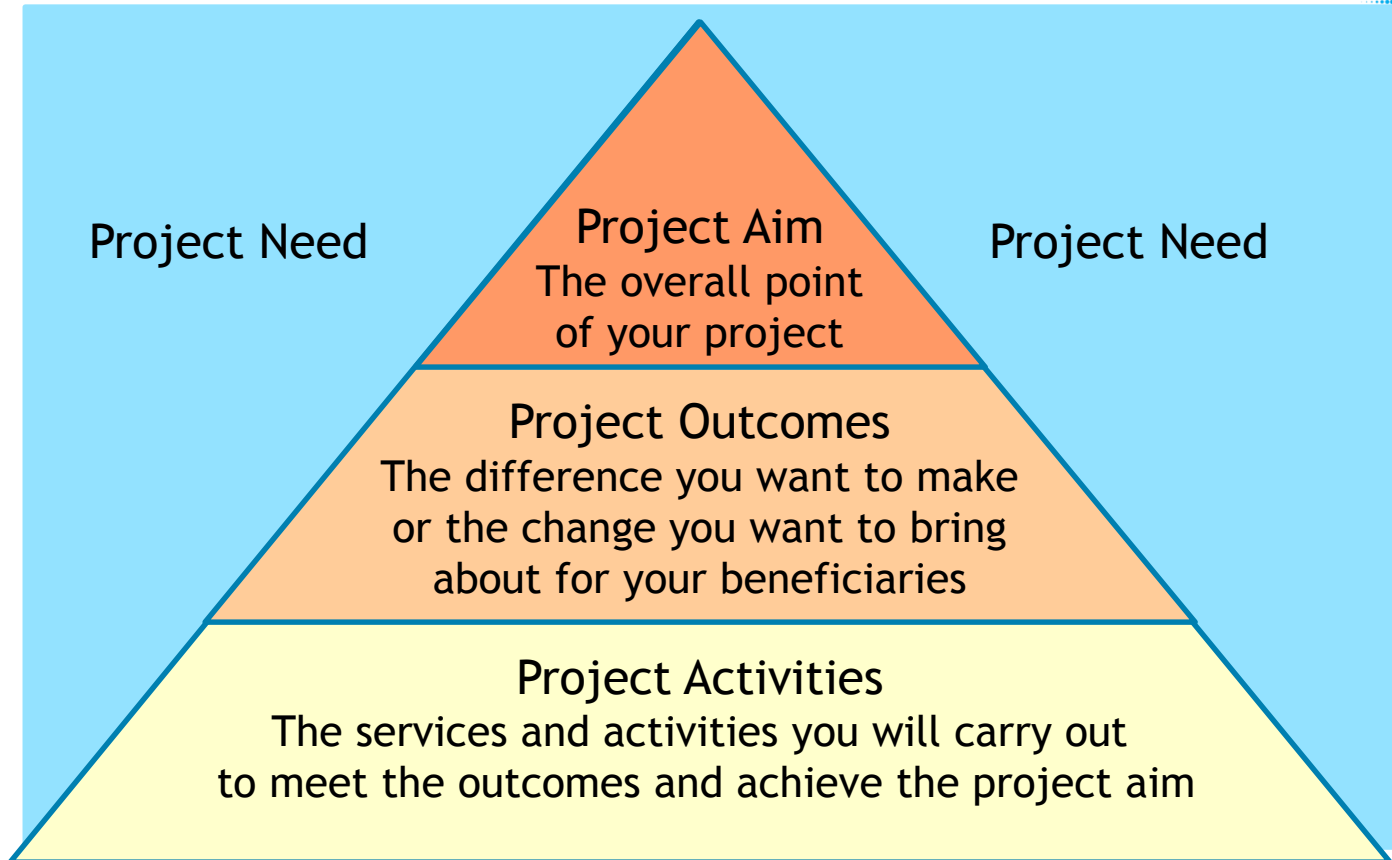 Project Need
Project Aim
The overall point
of your project
Project Need
Project Outcomes
The difference you want to make
or the change you want to bring
about for your beneficiaries
Project Activities
The services and activities you will carry out
to meet the outcomes and achieve the project aim